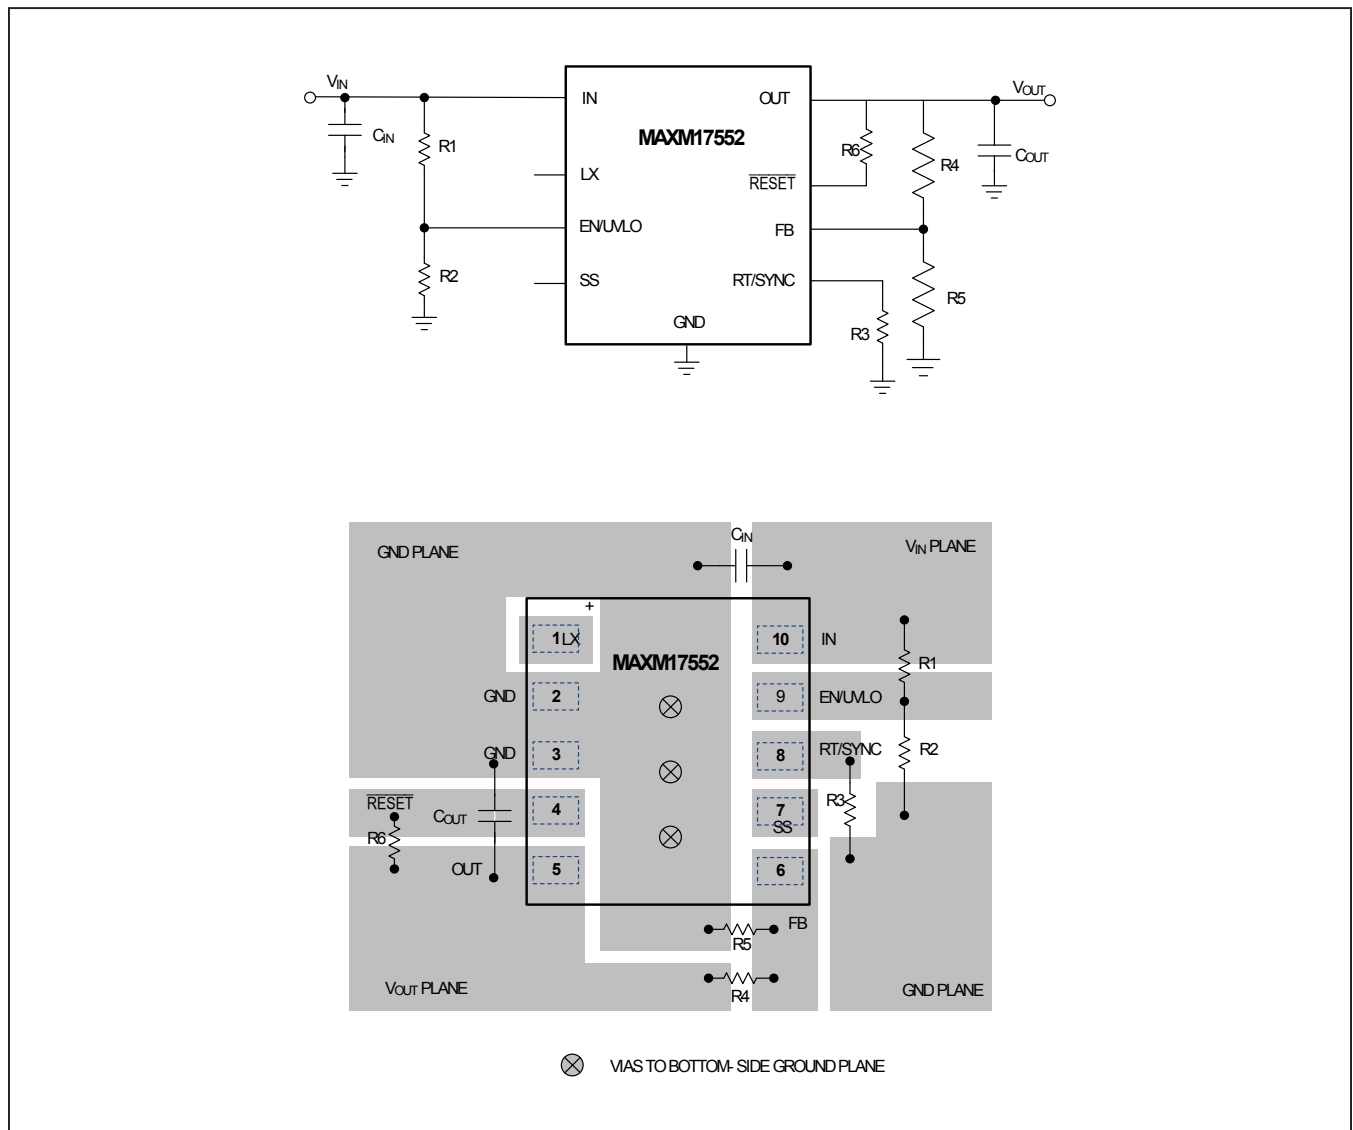 VIN
CIN
R1
R2
IN
LX
EN/UVLO
SS
MAXM17552
GND
OUT
RESET
FB
RT/SYNC
R6
R4
R3
R5
COUT
VOUT
GND PLANE
CIN
VIN PLANE
+
1 LX
MAXM17552
10 IN
R1
GND 2
9 EN/UVLO
GND 3
8 RT/SYNC
R2
RESET
COUT
4
R3
7
SS
R6
OUT
5
6
R5
FB
VOUT PLANE
R4
GND PLANE
VIAS TO BOTTOM- SIDE GROUND PLANE